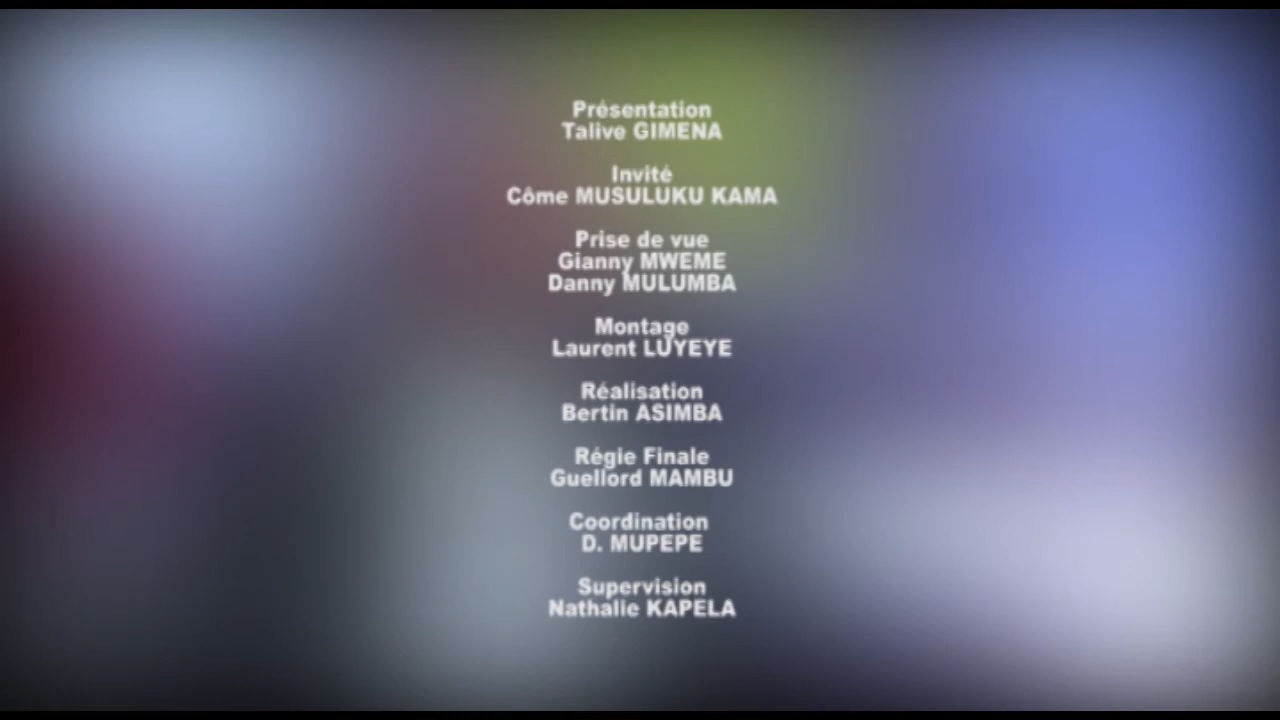 Présentation
Talive GIMENA
Invité
Côme MUSULUKU KAMA
Prise de vue
Gianny MWEME
Danny MULUMBA
Montage
Laurent LUYEYE
Réalisation
Bertin ASIMBA
Régie Finale
Guellord MAMBU
Coordination
D. MUPEPE
Supervision
Nathalie KAPELA